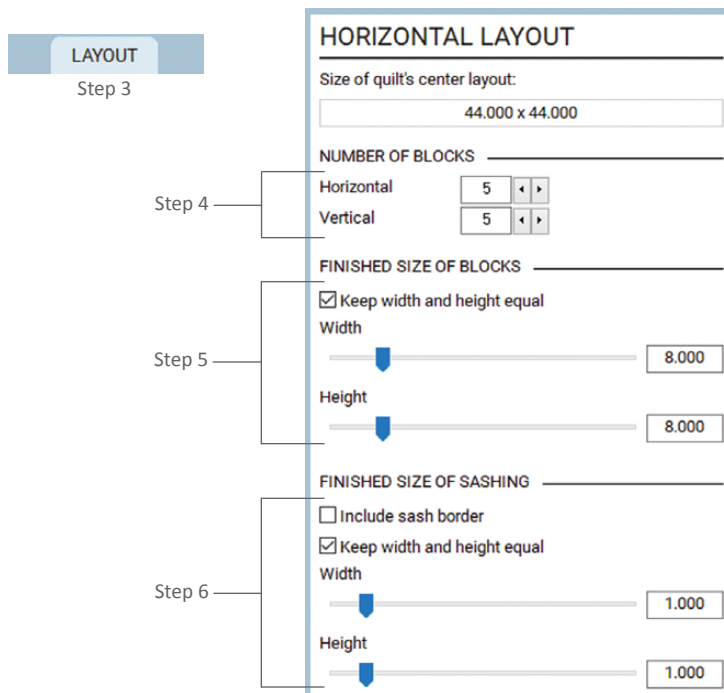 LAYOUT
Step 3
HORIZONTAL LAYOUT
Size of quilt's center layout:
44.000 x 44.000
NUMBER OF BLOCKS
Step 4
Horizontal 5
Vertical 5
FINISHED SIZE OF BLOCKS
Keep width and height equal
Width
Step 5
8.000
Height
8.000
FINISHED SIZE OF SASHING
Include sash border
Keep width and height equal
Width
Step 6
1.000
Height
1.000